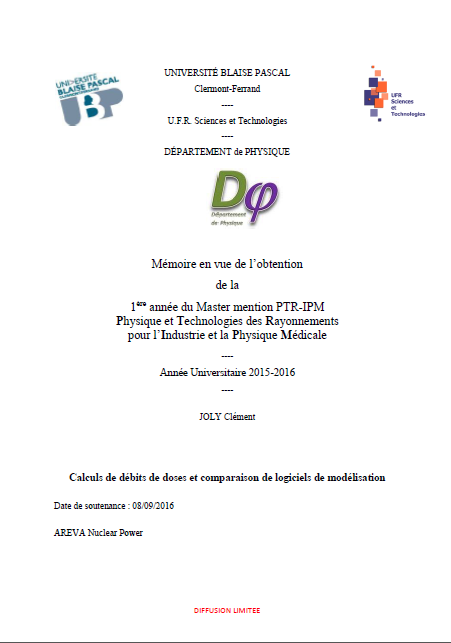 UNIVERSITÉ
BLAISE PASCAL
UBP
UNIVERSITÉ BLAISE PASCAL
Clermont-Ferrand
----
U.F.R. Sciences et Technologies
----
DÉPARTEMENT de PHYSIQUE
UFR
Sciences
et
Technologies
Dφ
Département
de Physique
Mémoire en vue de l’obtention
de la
1ère année du Master mention PTR-IPM
Physique et Technologies des Rayonnements
pour l’Industrie et la Physique Médicale
----
Année Universitaire 2015-2016
----
JOLY Clément
Calculs de débits de doses et comparaison de logiciels de modélisation
Date de soutenance : 08/09/2016
AREVA Nuclear Power
DIFFUSION LIMITEE